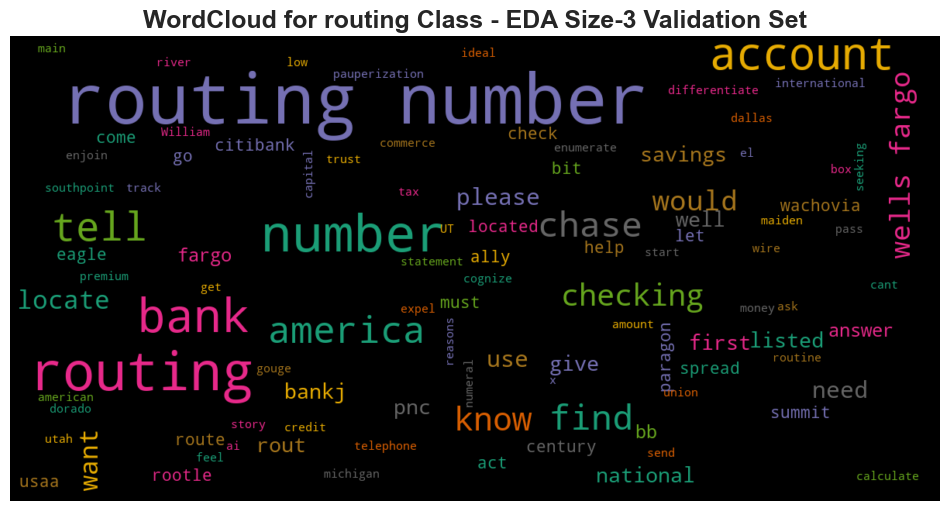 WordCloud for routing Class - EDA Size-3 Validation Set
main
ideal
account
river
low
pauperization
differentiate
international
routing number
wells fargo
dallas
come
William
citibank
commerce
check
enumerate
savings
el
enjoin
go
capital
trust
bit
box
seeking
southpoint
track
tax
please
would
wachovia
tell
number
UT
located
chase
well
maiden
pass
eagle
fargo
statement
ally
help
let
start
wire
premium
get
cognize
cant
locate
bank
america
expel
must
checking
money
ask
reasons
amount
paragon
first
listed
answer
routing
gouge
use
give
x
spread
routine
american
bankj
numeral
union
need
dorado
pnc
know
find
summit
story
credit
bb
utah
want
route
ai
rout
telephone
century
send
feel
act
usaa
rootle
michigan
national
calculate